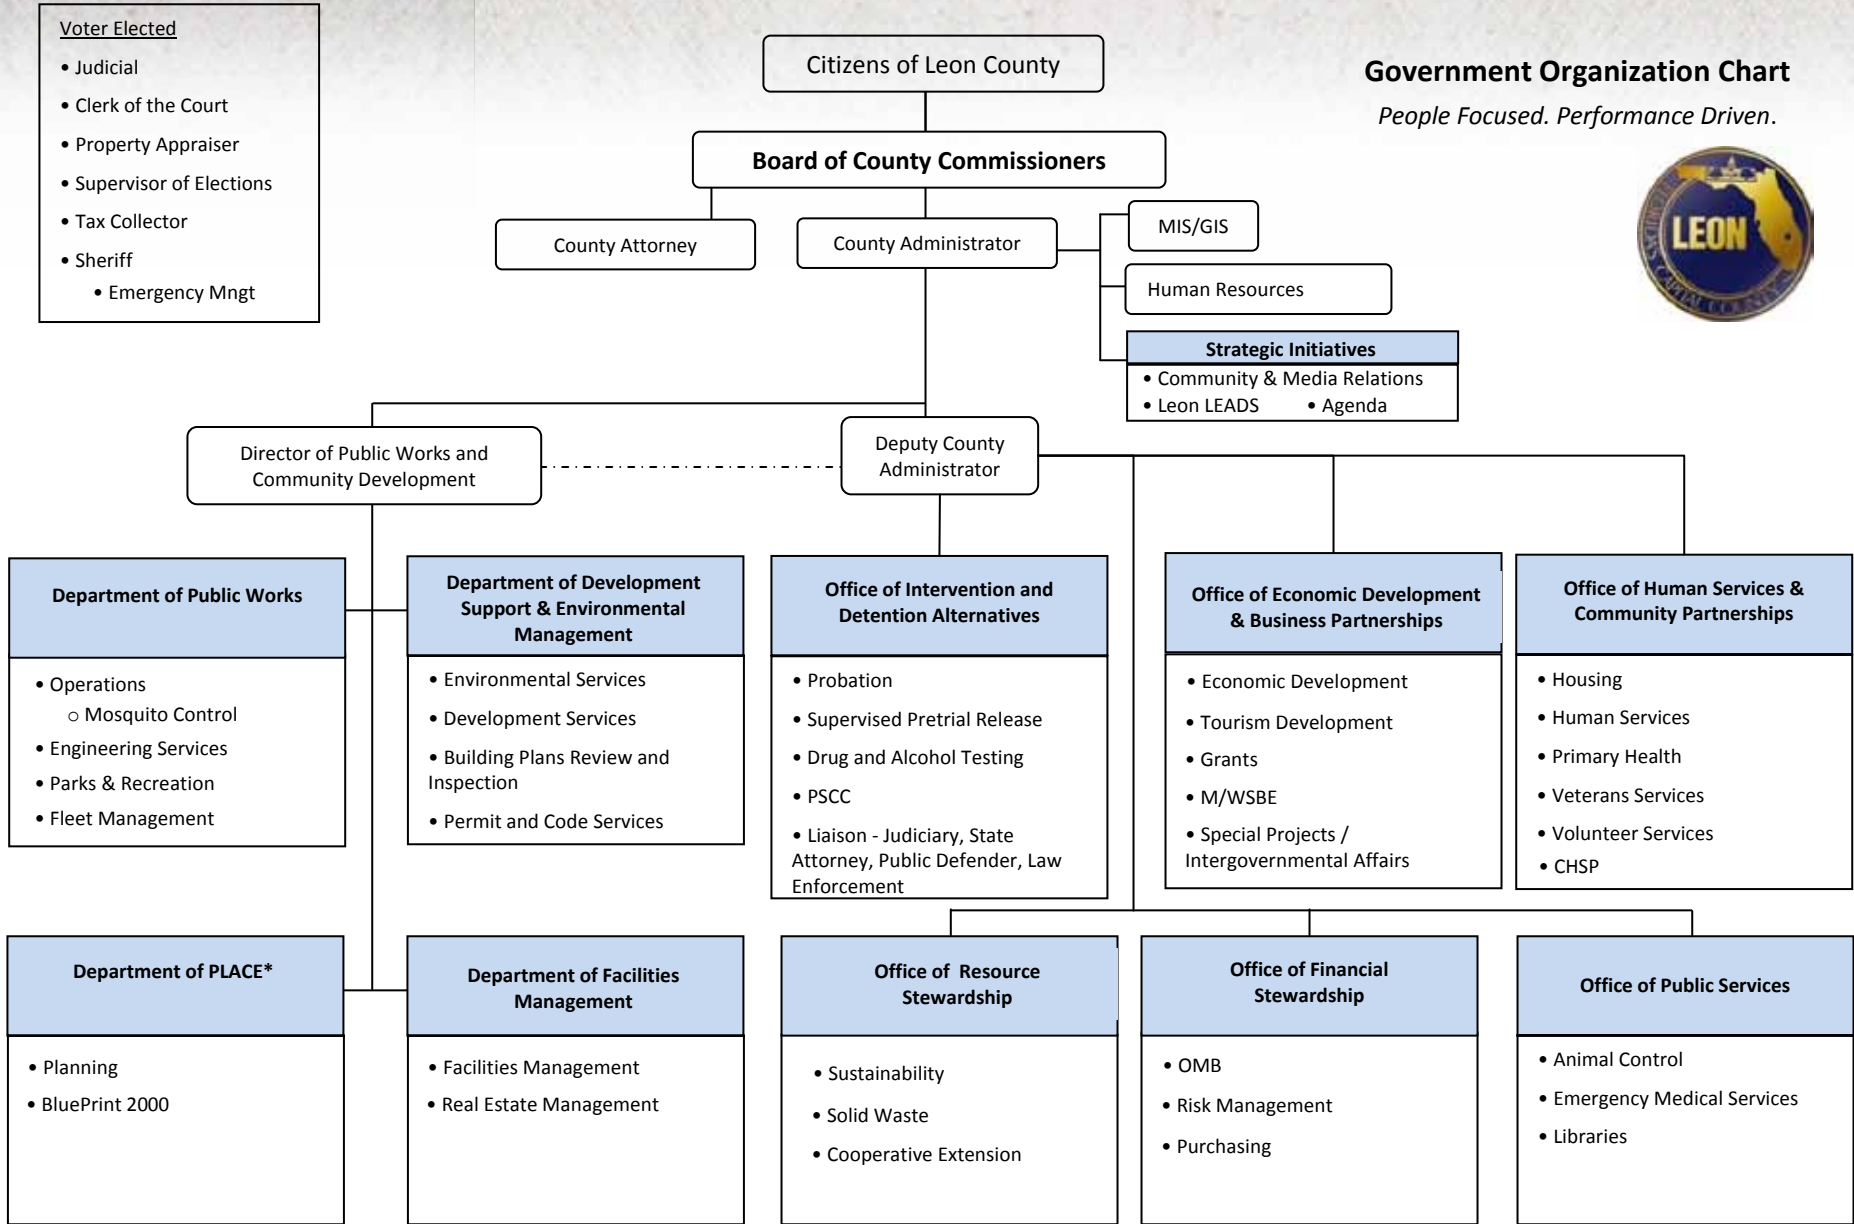 Voter Elected
• Judicial
• Clerk of the Court
• Property Appraiser
• Supervisor of Elections
• Tax Collector
• Sheriff
• Emergency Mngt
Citizens of Leon County
Government Organization Chart
People Focused. Performance Driven.
LEON
CAPITAL COUNTY
Board of County Commissioners
County Attorney
County Administrator
MIS/GIS
Human Resources
Strategic Initiatives
• Community & Media Relations
• Leon LEADS • Agenda
Director of Public Works and
Community Development
Deputy County
Administrator
Department of Public Works
• Operations
o Mosquito Control
• Engineering Services
• Parks & Recreation
• Fleet Management
Department of Development
Support & Environmental
Management
• Environmental Services
• Development Services
• Building Plans Review and
Inspection
• Permit and Code Services
Office of Intervention and
Detention Alternatives
• Probation
• Supervised Pretrial Release
• Drug and Alcohol Testing
• PSCC
• Liaison - Judiciary, State
Attorney, Public Defender, Law
Enforcement
Office of Economic Development
& Business Partnerships
• Economic Development
• Tourism Development
• Grants
• M/WSBE
• Special Projects /
Intergovernmental Affairs
Office of Human Services &
Community Partnerships
• Housing
• Human Services
• Primary Health
• Veterans Services
• Volunteer Services
• CHSP
Department of PLACE*
• Planning
• BluePrint 2000
Department of Facilities
Management
• Facilities Management
• Real Estate Management
Office of Resource
Stewardship
• Sustainability
• Solid Waste
• Cooperative Extension
Office of Financial
Stewardship
• OMB
• Risk Management
• Purchasing
Office of Public Services
• Animal Control
• Emergency Medical Services
• Libraries